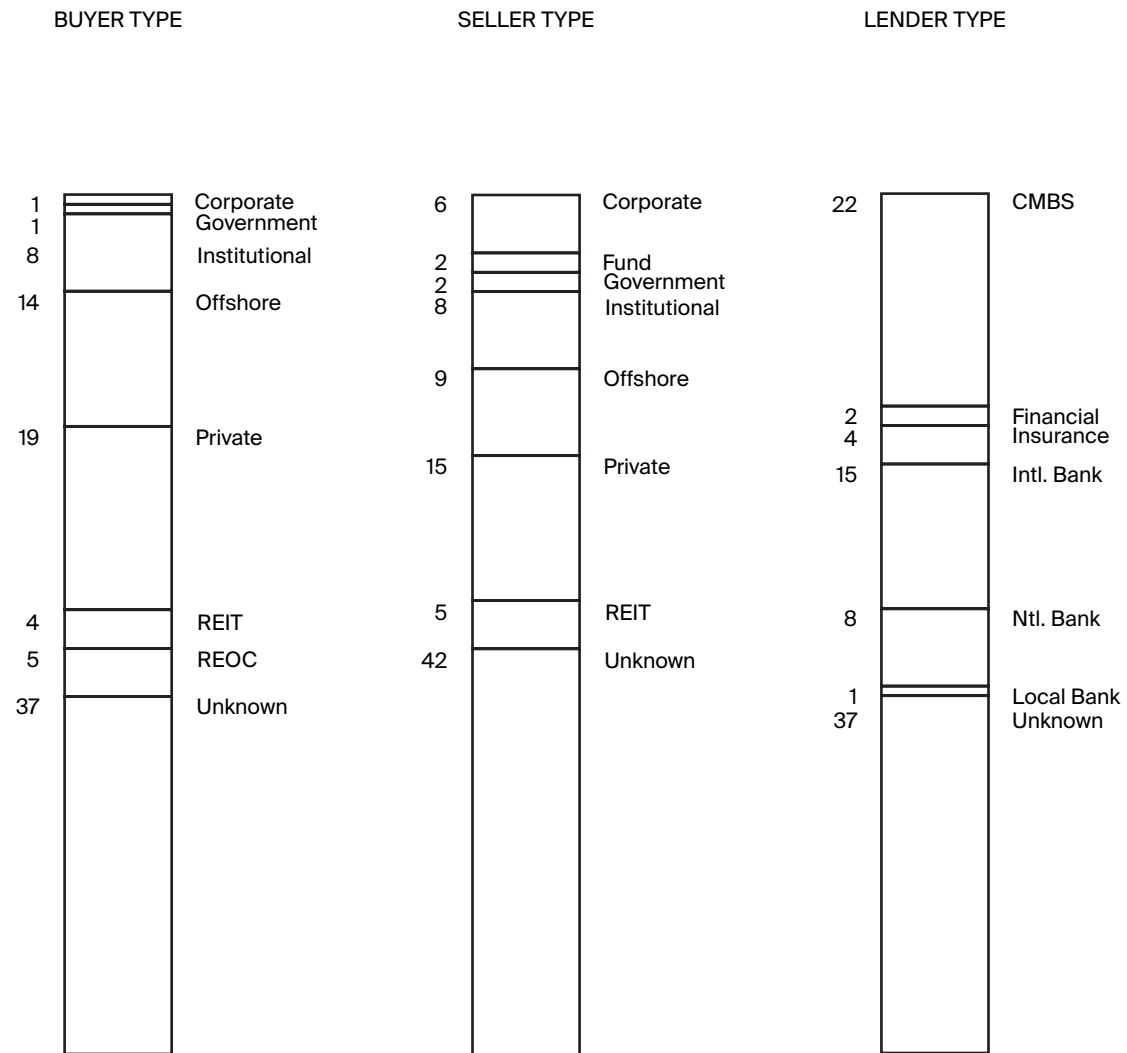 BUYER TYPE
1 Corporate
1 Government
8 Institutional
14 Offshore
19 Private
4 REIT
5 REOC
37 Unknown
SELLER TYPE
6 Corporate
2 Fund
2 Government
8 Institutional
9 Offshore
15 Private
5 REIT
42 Unknown
LENDER TYPE
22 CMBS
2 Financial
4 Insurance
15 Intl. Bank
8 Ntl. Bank
1 Local Bank
37 Unknown